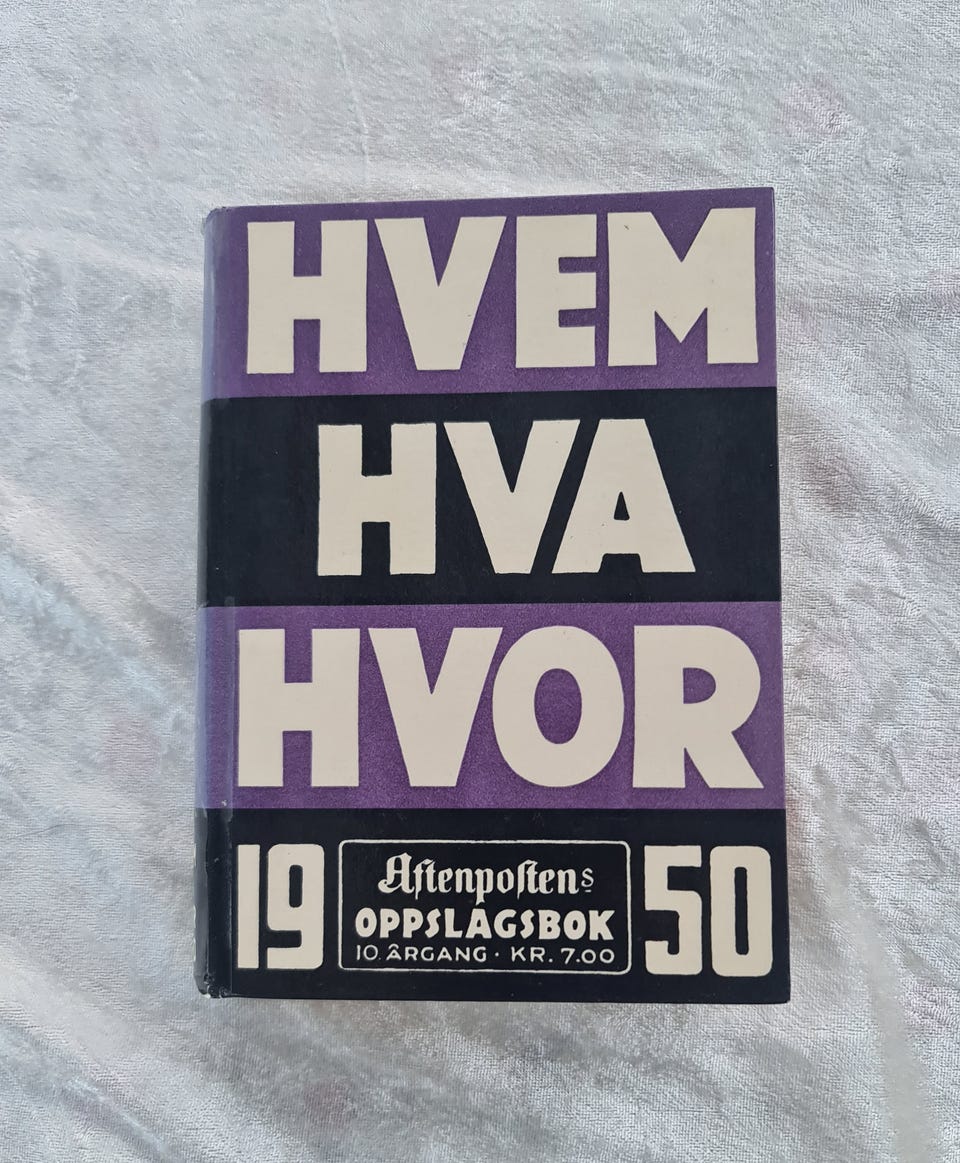 HVEM
HVA
HVOR
19 50
Aftenpostens
OPPSLAGSBOK
10. ÅRGANG · KR. 7.00